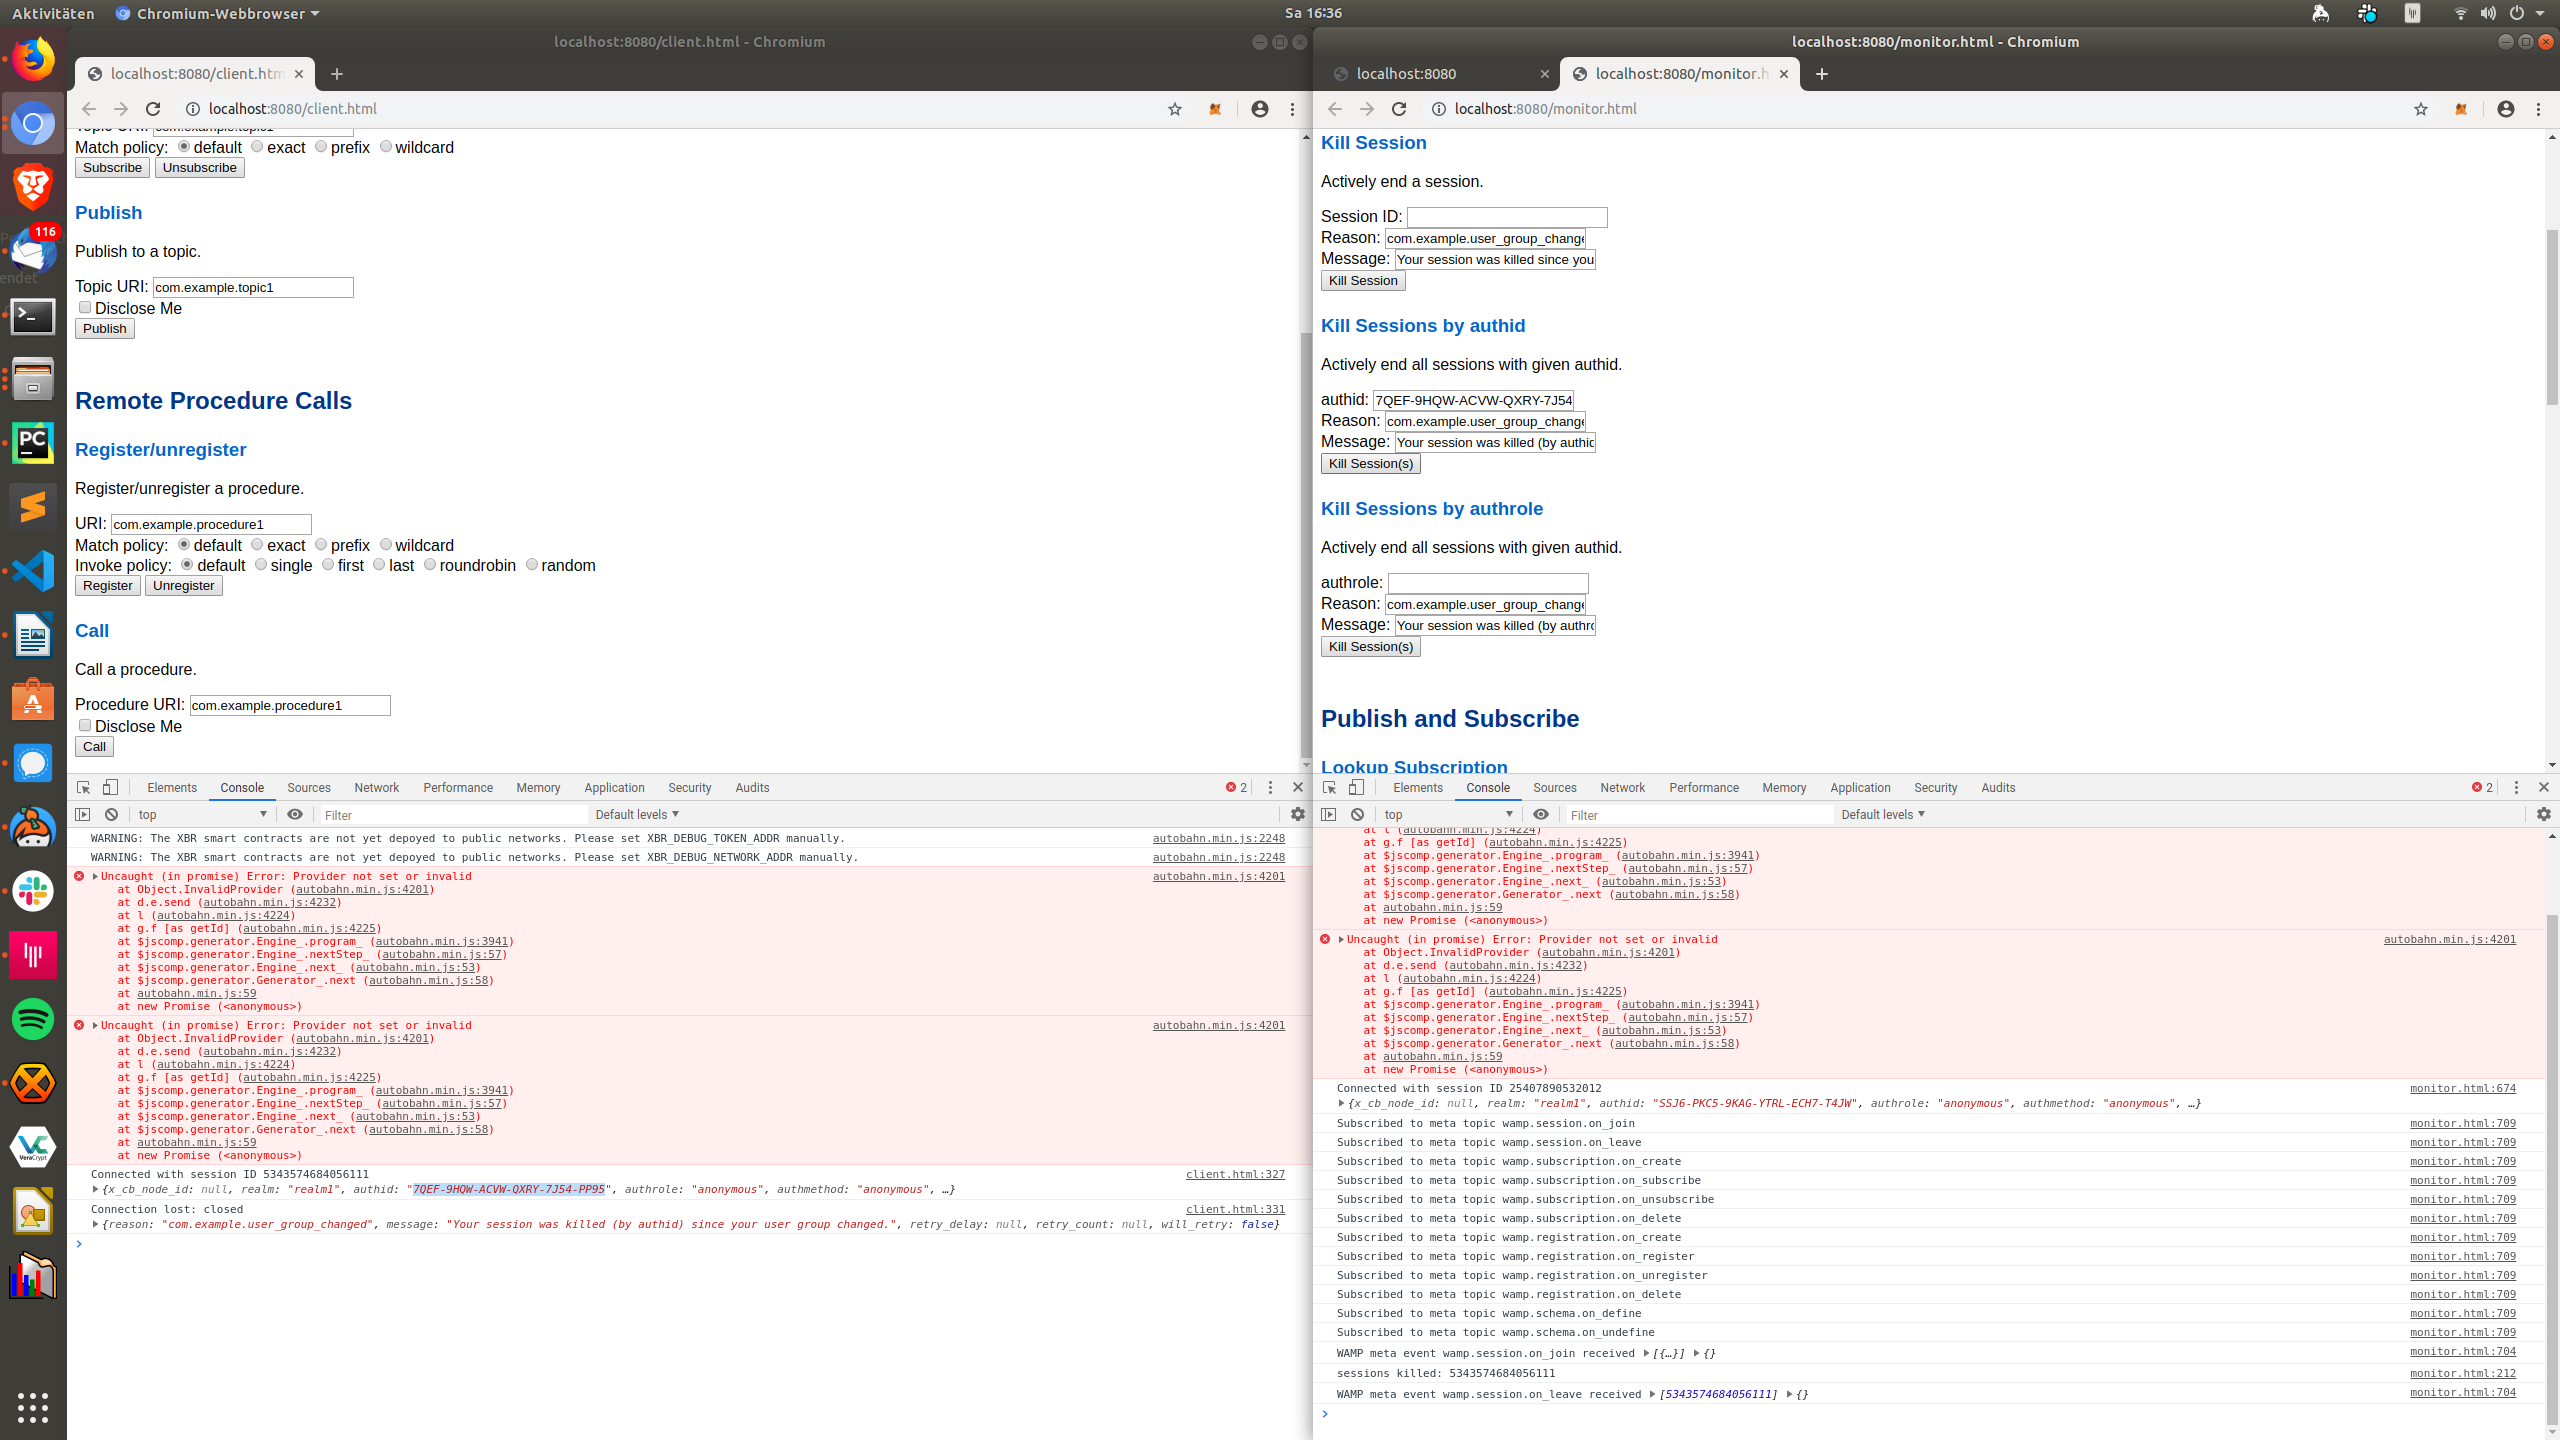 Aktivitäten
Chromium-Webbrowser
Sa 16:36
116
endet
PC
VeraCrypt
localhost:8080/client.html - Chromium
localhost:8080/client.htm
localhost:8080/client.html
Topic URI: com.example.topic1
Match policy: default exact prefix wildcard
Subscribe Unsubscribe
Publish
Publish to a topic.
Topic URI: com.example.topic1
Disclose Me
Publish
Remote Procedure Calls
Register/unregister
Register/unregister a procedure.
URI: com.example.procedure1
Match policy: default exact prefix wildcard
Invoke policy: default single first last roundrobin random
Register Unregister
Call
Call a procedure.
Procedure URI: com.example.procedure1
Disclose Me
Call
Elements Console Sources Network Performance Memory Application Security Audits 2
top Filter Default levels
WARNING: The XBR smart contracts are not yet depoyed to public networks. Please set XBR_DEBUG_TOKEN_ADDR manually. autobahn.min.js:2248
WARNING: The XBR smart contracts are not yet depoyed to public networks. Please set XBR_DEBUG_NETWORK_ADDR manually. autobahn.min.js:2248
Uncaught (in promise) Error: Provider not set or invalid autobahn.min.js:4201
at Object.InvalidProvider (autobahn.min.js:4201)
at d.e.send (autobahn.min.js:4232)
at l (autobahn.min.js:4224)
at g.f [as getId] (autobahn.min.js:4225)
at $jscomp.generator.Engine_.program_ (autobahn.min.js:3941)
at $jscomp.generator.Engine_.nextStep_ (autobahn.min.js:57)
at $jscomp.generator.Engine_.next_ (autobahn.min.js:53)
at $jscomp.generator.Generator_.next (autobahn.min.js:58)
at autobahn.min.js:59
at new Promise (<anonymous>)
Uncaught (in promise) Error: Provider not set or invalid autobahn.min.js:4201
at Object.InvalidProvider (autobahn.min.js:4201)
at d.e.send (autobahn.min.js:4232)
at l (autobahn.min.js:4224)
at g.f [as getId] (autobahn.min.js:4225)
at $jscomp.generator.Engine_.program_ (autobahn.min.js:3941)
at $jscomp.generator.Engine_.nextStep_ (autobahn.min.js:57)
at $jscomp.generator.Engine_.next_ (autobahn.min.js:53)
at $jscomp.generator.Generator_.next (autobahn.min.js:58)
at autobahn.min.js:59
at new Promise (<anonymous>)
Connected with session ID 5343574684056111 client.html:327
{x_cb_node_id: null, realm: "realm1", authid: "7QEF-9HQW-ACVW-QXRY-7J54-PP95", authrole: "anonymous", authmethod: "anonymous", …}
Connection lost: closed client.html:331
{reason: "com.example.user_group_changed", message: "Your session was killed (by authid) since your user group changed.", retry_delay: null, retry_count: null, will_retry: false}
localhost:8080/monitor.html - Chromium
localhost:8080
localhost:8080/monitor.h
localhost:8080/monitor.html
Kill Session
Actively end a session.
Session ID:
Reason: com.example.user_group_change
Message: Your session was killed since you
Kill Session
Kill Sessions by authid
Actively end all sessions with given authid.
authid: 7QEF-9HQW-ACVW-QXRY-7J54
Reason: com.example.user_group_change
Message: Your session was killed (by authid
Kill Session(s)
Kill Sessions by authrole
Actively end all sessions with given authid.
authrole:
Reason: com.example.user_group_change
Message: Your session was killed (by authro
Kill Session(s)
Publish and Subscribe
Lookup Subscription
Elements Console Sources Network Performance Memory Application Security Audits 2
top Filter Default levels
at l (autobahn.min.js:4224)
at g.f [as getId] (autobahn.min.js:4225)
at $jscomp.generator.Engine_.program_ (autobahn.min.js:3941)
at $jscomp.generator.Engine_.nextStep_ (autobahn.min.js:57)
at $jscomp.generator.Engine_.next_ (autobahn.min.js:53)
at $jscomp.generator.Generator_.next (autobahn.min.js:58)
at autobahn.min.js:59
at new Promise (<anonymous>)
Uncaught (in promise) Error: Provider not set or invalid autobahn.min.js:4201
at Object.InvalidProvider (autobahn.min.js:4201)
at d.e.send (autobahn.min.js:4232)
at l (autobahn.min.js:4224)
at g.f [as getId] (autobahn.min.js:4225)
at $jscomp.generator.Engine_.program_ (autobahn.min.js:3941)
at $jscomp.generator.Engine_.nextStep_ (autobahn.min.js:57)
at $jscomp.generator.Engine_.next_ (autobahn.min.js:53)
at $jscomp.generator.Generator_.next (autobahn.min.js:58)
at autobahn.min.js:59
at new Promise (<anonymous>)
Connected with session ID 25407890532012 monitor.html:674
{x_cb_node_id: null, realm: "realm1", authid: "SSJ6-PKC5-9KAG-YTRL-ECH7-T4JW", authrole: "anonymous", authmethod: "anonymous", …}
Subscribed to meta topic wamp.session.on_join monitor.html:709
Subscribed to meta topic wamp.session.on_leave monitor.html:709
Subscribed to meta topic wamp.subscription.on_create monitor.html:709
Subscribed to meta topic wamp.subscription.on_subscribe monitor.html:709
Subscribed to meta topic wamp.subscription.on_unsubscribe monitor.html:709
Subscribed to meta topic wamp.subscription.on_delete monitor.html:709
Subscribed to meta topic wamp.registration.on_create monitor.html:709
Subscribed to meta topic wamp.registration.on_register monitor.html:709
Subscribed to meta topic wamp.registration.on_unregister monitor.html:709
Subscribed to meta topic wamp.registration.on_delete monitor.html:709
Subscribed to meta topic wamp.schema.on_define monitor.html:709
Subscribed to meta topic wamp.schema.on_undefine monitor.html:709
WAMP meta event wamp.session.on_join received [{…}] {} monitor.html:704
sessions killed: 5343574684056111 monitor.html:212
WAMP meta event wamp.session.on_leave received [5343574684056111] {} monitor.html:704